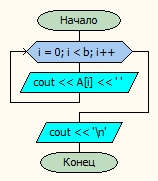 Начало
i = 0; i < b; i++
cout << A[i] << ' '
cout << '\n'
Конец